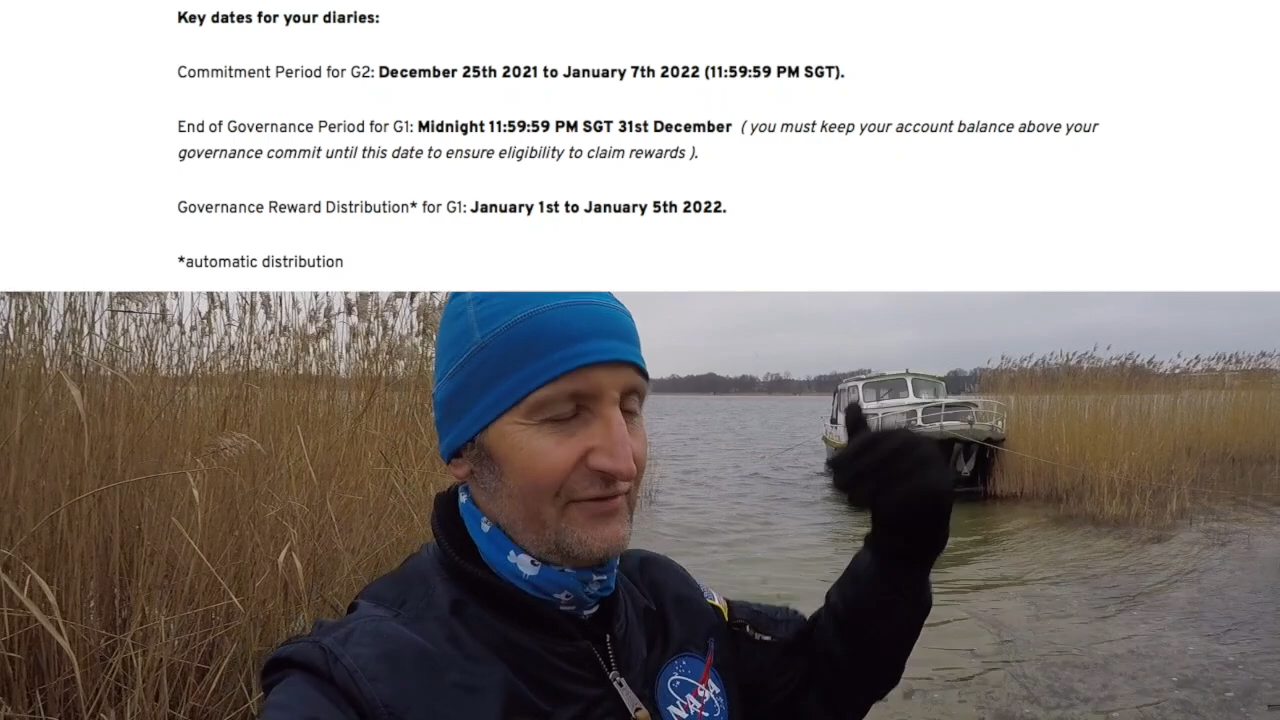 Key dates for your diaries:
Commitment Period for G2: December 25th 2021 to January 7th 2022 (11:59:59 PM SGT).
End of Governance Period for G1: Midnight 11:59:59 PM SGT 31st December ( you must keep your account balance above your
governance commit until this date to ensure eligibility to claim rewards ).
Governance Reward Distribution* for G1: January 1st to January 5th 2022.
*automatic distribution
NASA